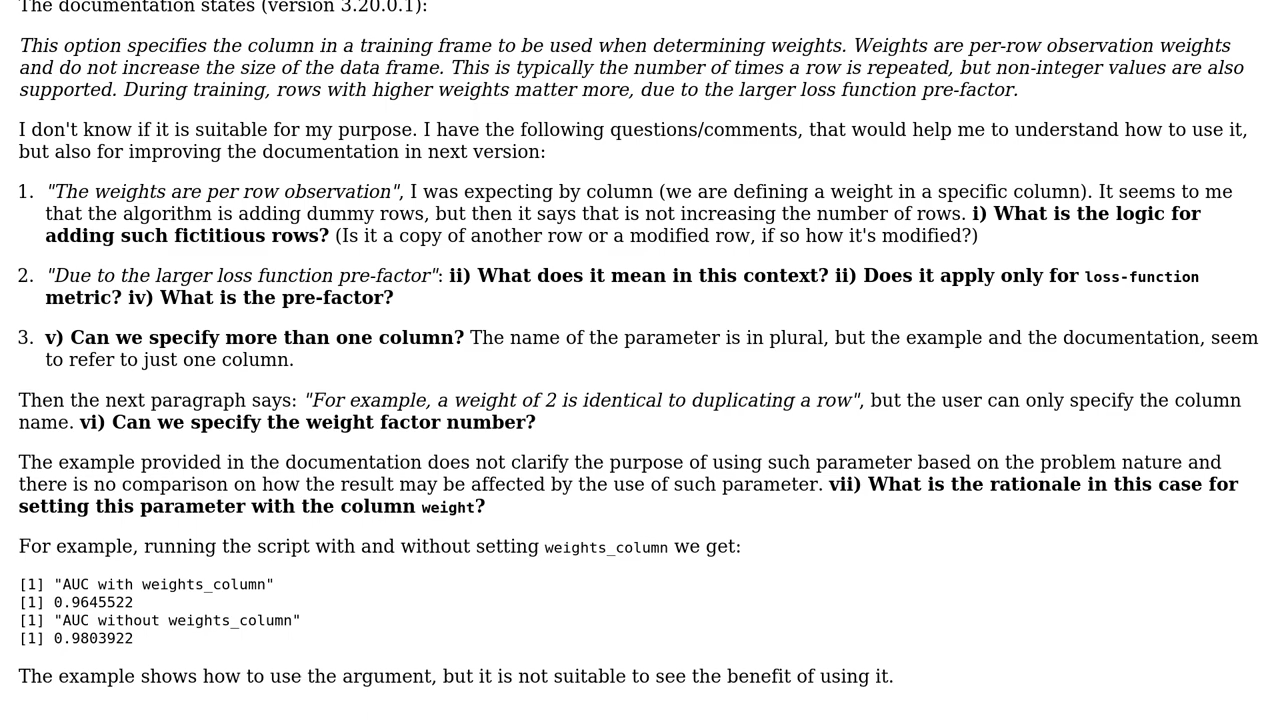 The documentation states (version 3.20.0.1):
This option specifies the column in a training frame to be used when determining weights. Weights are per-row observation weights
and do not increase the size of the data frame. This is typically the number of times a row is repeated, but non-integer values are also
supported. During training, rows with higher weights matter more, due to the larger loss function pre-factor.
I don't know if it is suitable for my purpose. I have the following questions/comments, that would help me to understand how to use it,
but also for improving the documentation in next version:
1. "The weights are per row observation", I was expecting by column (we are defining a weight in a specific column). It seems to me
that the algorithm is adding dummy rows, but then it says that is not increasing the number of rows. i) What is the logic for
adding such fictitious rows? (Is it a copy of another row or a modified row, if so how it's modified?)
2. "Due to the larger loss function pre-factor": ii) What does it mean in this context? ii) Does it apply only for loss-function
metric? iv) What is the pre-factor?
3. v) Can we specify more than one column? The name of the parameter is in plural, but the example and the documentation, seem
to refer to just one column.
Then the next paragraph says: "For example, a weight of 2 is identical to duplicating a row", but the user can only specify the column
name. vi) Can we specify the weight factor number?
The example provided in the documentation does not clarify the purpose of using such parameter based on the problem nature and
there is no comparison on how the result may be affected by the use of such parameter. vii) What is the rationale in this case for
setting this parameter with the column weight?
For example, running the script with and without setting weights_column we get:
[1] "AUC with weights_column"
[1] 0.9645522
[1] "AUC without weights_column"
[1] 0.9803922
The example shows how to use the argument, but it is not suitable to see the benefit of using it.